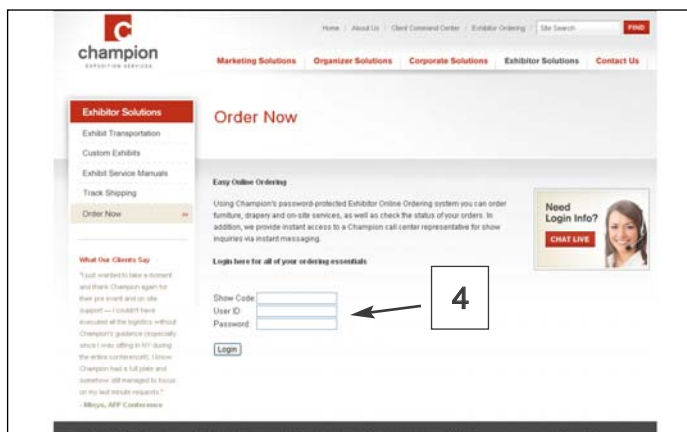 Home / About Us / Client Command Center / Exhibitor Ordering / Site Search FIND
champion
EXPOSITION SERVICES
Marketing Solutions Organizer Solutions Corporate Solutions Exhibitor Solutions Contact Us
Exhibitor Solutions
Exhibit Transportation
Custom Exhibits
Exhibit Service Manuals
Track Shipping
Order Now »
What Our Clients Say
"I just wanted to take a moment
and thank Champion again for
their pre event and on site
support — I couldn't have
executed all the logistics without
Champion's guidance (especially
since I was sitting in NY during
the entire conference!). I know
Champion had a full plate and
somehow still managed to focus
on my last minute requests."
- Mieya, AFP Conference
Order Now
Easy Online Ordering
Using Champion's password-protected Exhibitor Online Ordering system you can order
furniture, drapery and on-site services, as well as check the status of your orders. In
addition, we provide instant access to a Champion call center representative for show
inquiries via instant messaging.
Login here for all of your ordering essentials
Show Code:
User ID:
Password:
Login
4
Need
Login Info?
CHAT LIVE